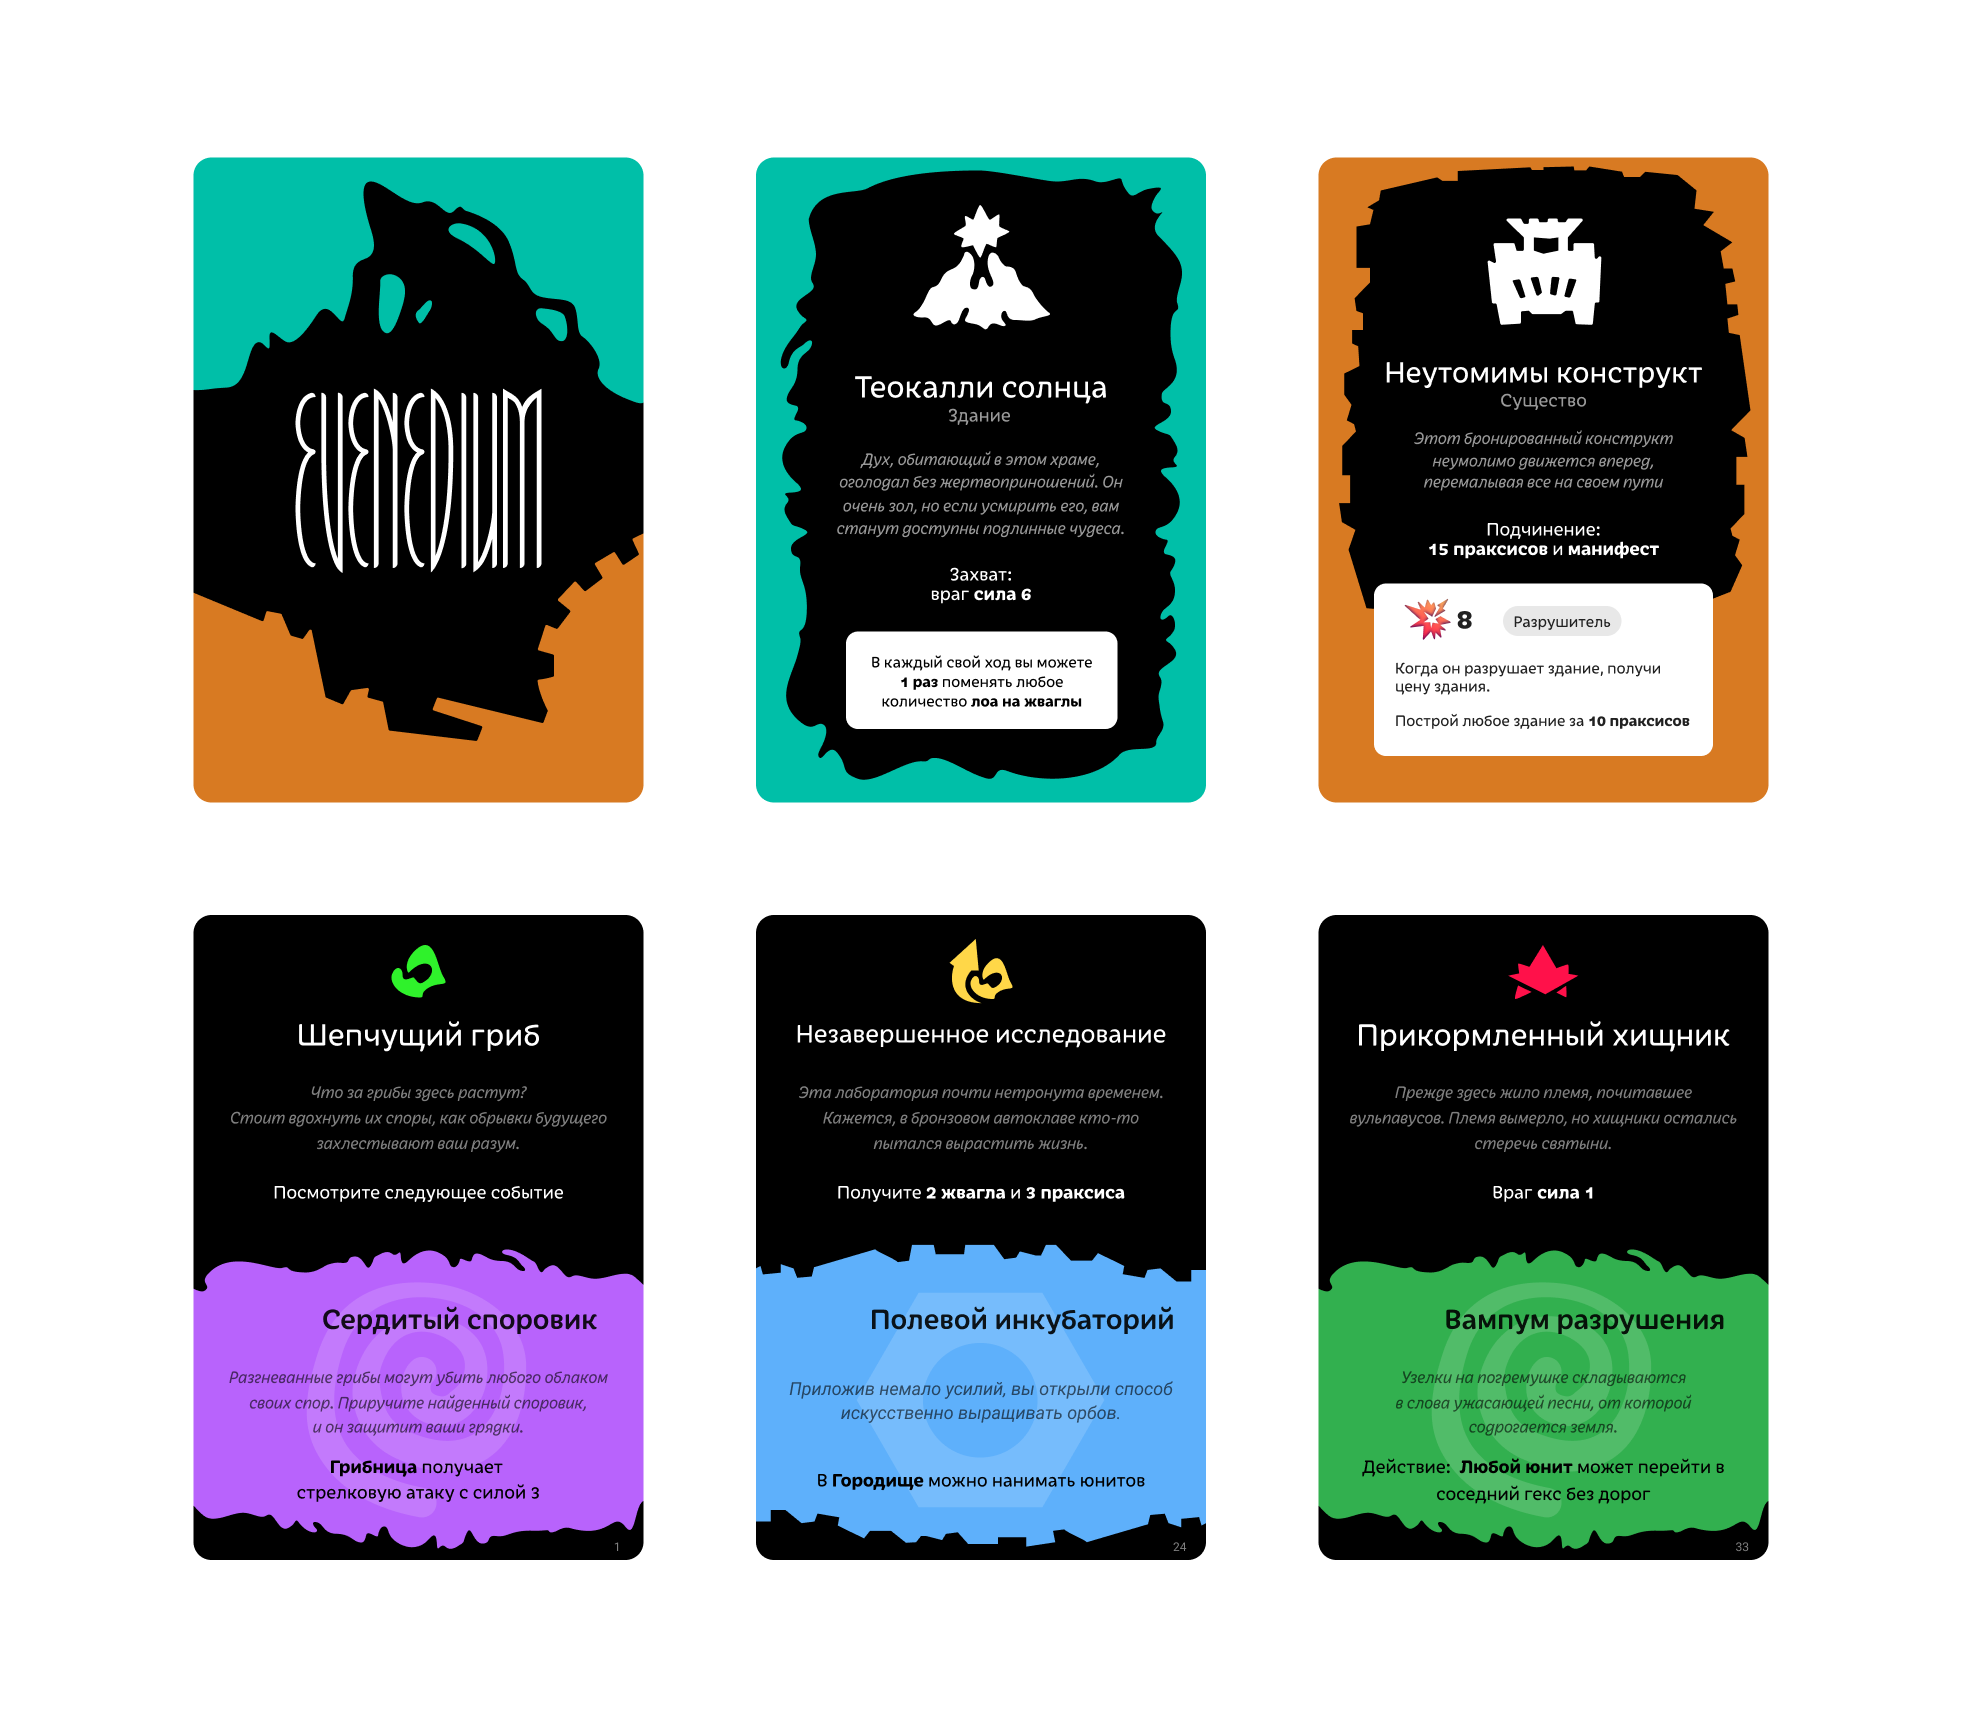 EVENEDIUM
Теокалли солнца
Здание
Дух, обитающий в этом храме,
оголодал без жертвоприношений. Он
очень зол, но если усмирить его, вам
станут доступны подлинные чудеса.
Захват:
враг сила 6
В каждый свой ход вы можете
1 раз поменять любое
количество лоа на жваглы
Неутомимы конструкт
Существо
Этот бронированный конструкт
неумолимо движется вперед,
перемалывая все на своем пути
Подчинение:
15 праксисов и манифест
8 Разрушитель
Когда он разрушает здание, получи
цену здания.
Построй любое здание за 10 праксисов
Шепчущий гриб
Что за грибы здесь растут?
Стоит вдохнуть их споры, как обрывки будущего
захлестывают ваш разум.
Посмотрите следующее событие
Сердитый споровик
Разгневанные грибы могут убить любого облаком
своих спор. Приручите найденный споровик,
и он защитит ваши грядки.
Грибница получает
стрелковую атаку с силой 3
1
Незавершенное исследование
Эта лаборатория почти нетронута временем.
Кажется, в бронзовом автоклаве кто-то
пытался вырастить жизнь.
Получите 2 жвагла и 3 праксиса
Полевой инкубаторий
Приложив немало усилий, вы открыли способ
искусственно выращивать орбов.
В Городище можно нанимать юнитов
24
Прикормленный хищник
Прежде здесь жило племя, почитавшее
вульпавусов. Племя вымерло, но хищники остались
стеречь святыни.
Враг сила 1
Вампум разрушения
Узелки на погремушке складываются
в слова ужасающей песни, от которой
содрогается земля.
Действие: Любой юнит может перейти в
соседний гекс без дорог
33